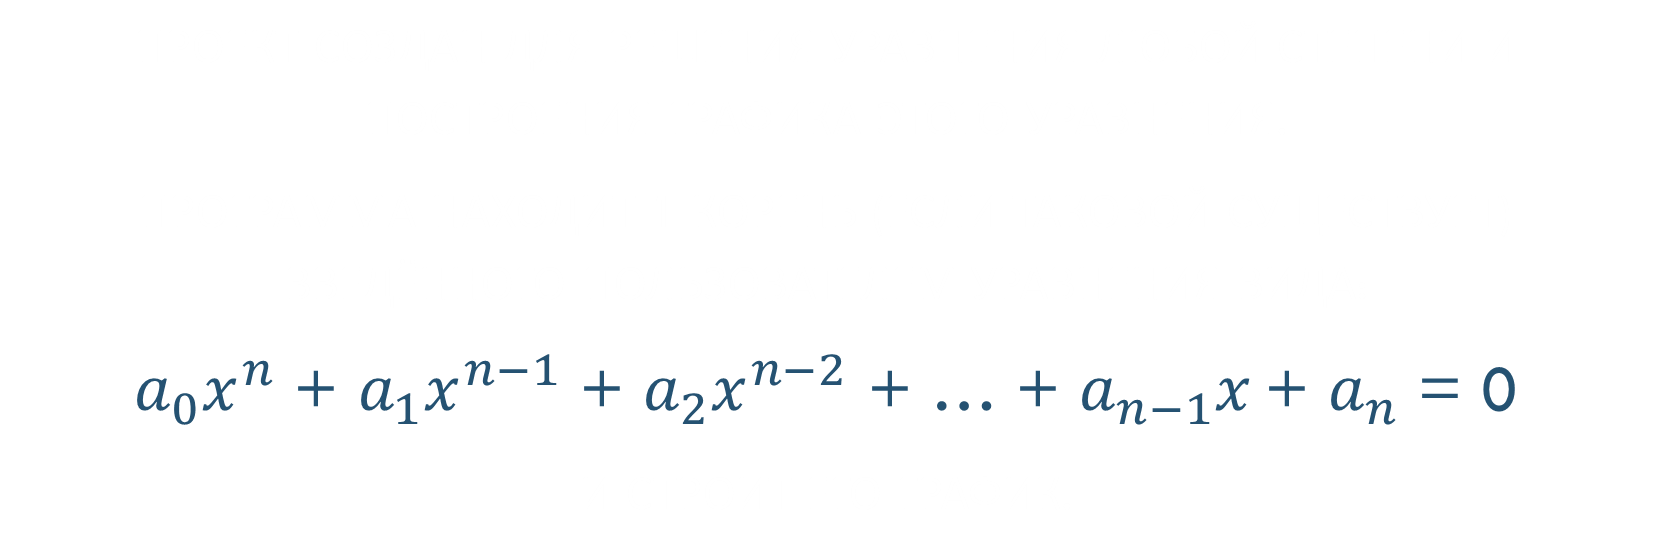 a₀xⁿ + a₁xⁿ⁻¹ + a₂xⁿ⁻² + … + aₙ₋₁x + aₙ = 0